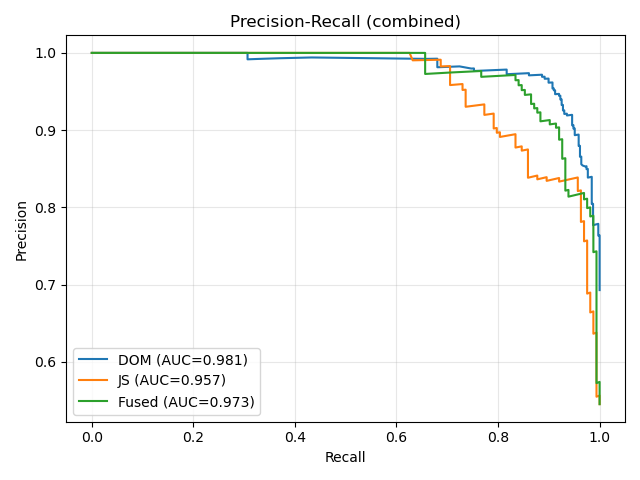 Precision-Recall (combined)
Precision
1.0
0.9
0.8
0.7
0.6
DOM (AUC=0.981)
JS (AUC=0.957)
Fused (AUC=0.973)
0.0 0.2 0.4 0.6 0.8 1.0
Recall